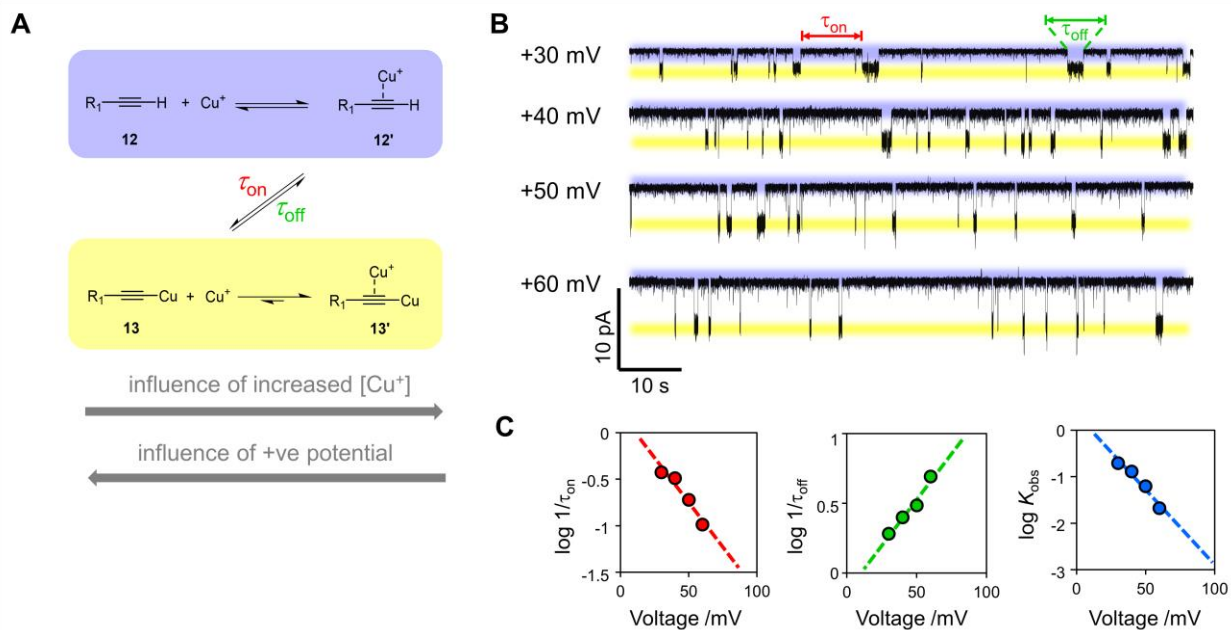 A
R₁ H + Cu⁺ Cu⁺ R₁ H
12 12'
τon
τoff
R₁ Cu + Cu⁺ Cu⁺ R₁ Cu
13 13'
influence of increased [Cu⁺]
influence of +ve potential
B
τon τoff
+30 mV
+40 mV
+50 mV
+60 mV
10 pA
10 s
C
log 1/τon
0
-0.5
-1
-1.5
0 50 100
Voltage /mV
log 1/τoff
1
0.5
0
0 50 100
Voltage /mV
log Kobs
0
-1
-2
-3
0 50 100
Voltage /mV